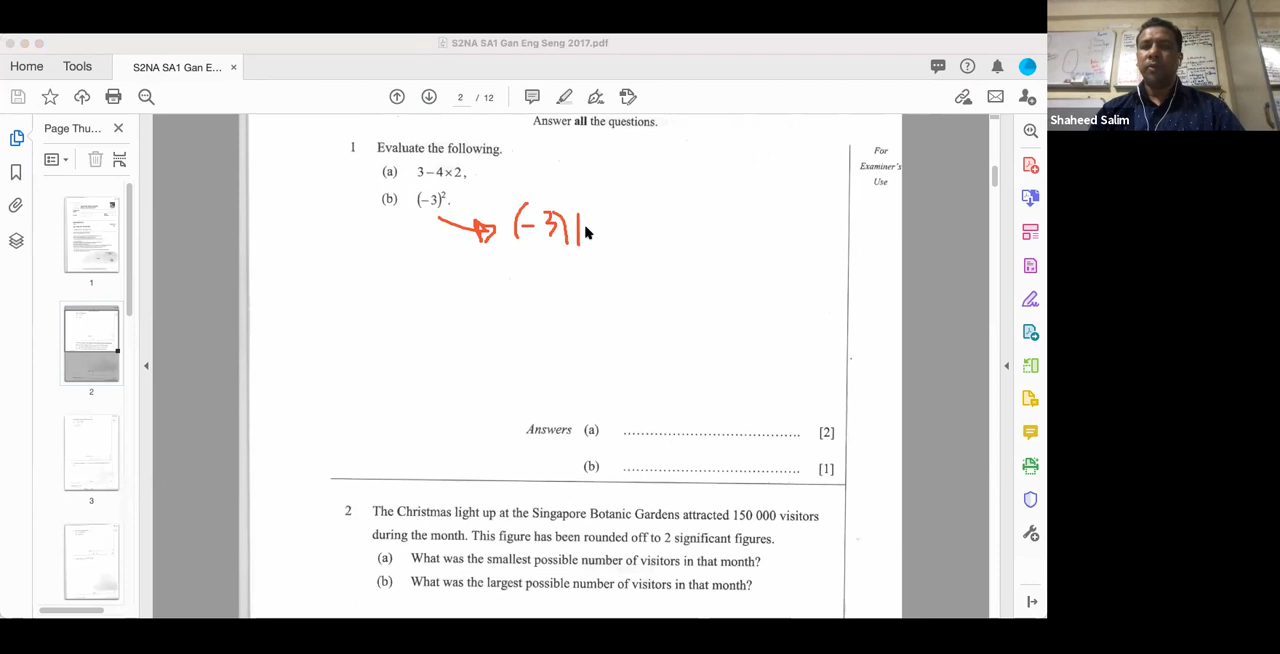 S2NA SA1 Gan Eng Seng 2017.pdf
Home Tools S2NA SA1 Gan E... ×
2 / 12
Shaheed Salim
Page Thu... ×
1
2
3
Answer all the questions.
For
Examiner's
Use
1 Evaluate the following.
(a) 3 – 4 × 2,
(b) (–3)².
(-3) |
Answers (a) ........................................ [2]
(b) ........................................ [1]
2 The Christmas light up at the Singapore Botanic Gardens attracted 150 000 visitors
during the month. This figure has been rounded off to 2 significant figures.
(a) What was the smallest possible number of visitors in that month?
(b) What was the largest possible number of visitors in that month?